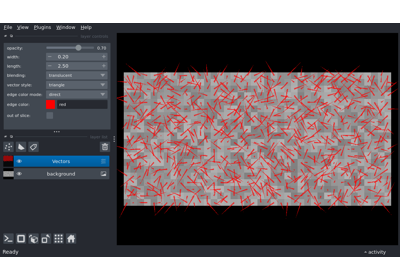 File View Plugins Window Help
opacity: 0.70
width: 0.20
length: 2.50
blending: translucent
vector style: triangle
edge color mode: direct
edge color: red
out of slice:
Vectors
background
Ready
activity